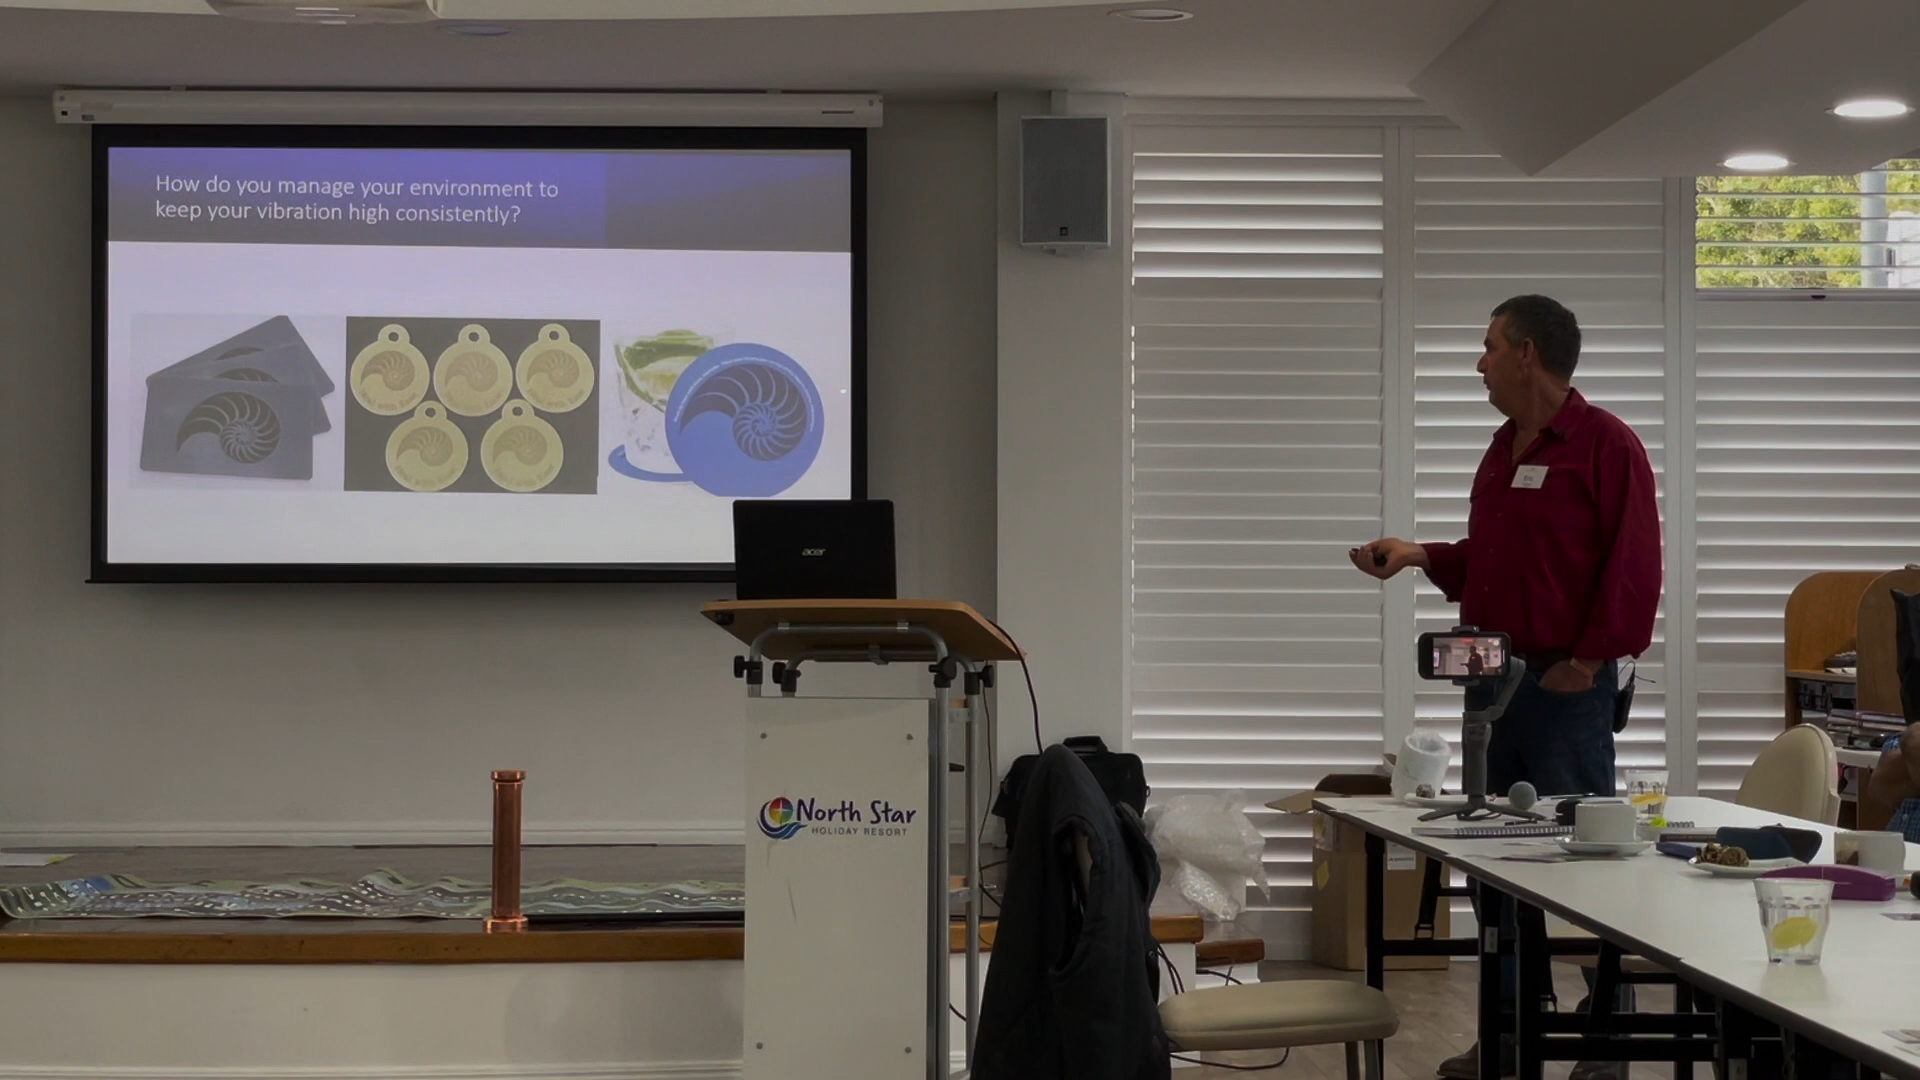 How do you manage your environment to
keep your vibration high consistently?
acer
North Star
HOLIDAY RESORT